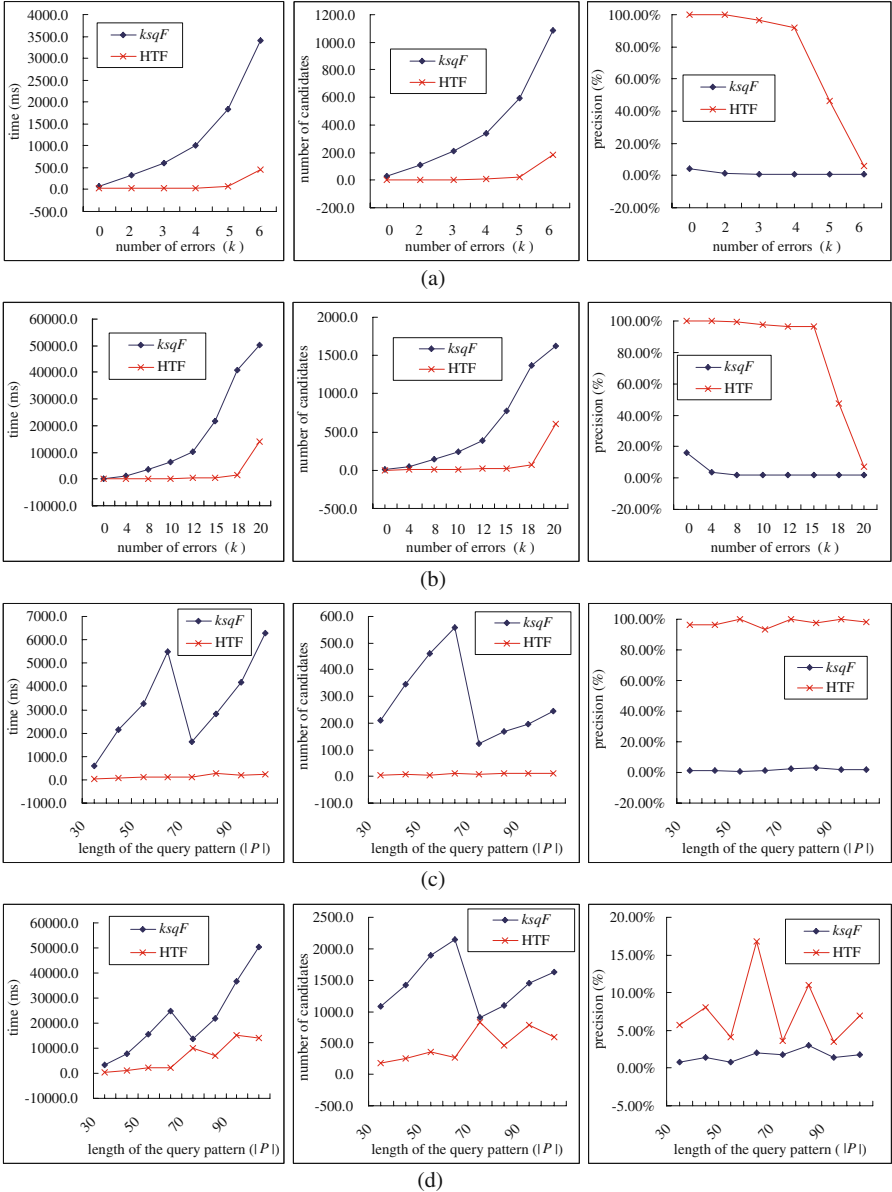 4000.0
3500.0
3000.0
2500.0
2000.0
1500.0
1000.0
500.0
0.0
-500.0
time (ms)
ksqF
HTF
0 2 3 4 5 6
number of errors (k)
1200.0
1000.0
800.0
600.0
400.0
200.0
0.0
-200.0
number of candidates
ksqF
HTF
0 2 3 4 5 6
number of errors (k)
100.00%
80.00%
60.00%
40.00%
20.00%
0.00%
-20.00%
precision (%)
ksqF
HTF
0 2 3 4 5 6
number of errors (k)
(a)
60000.0
50000.0
40000.0
30000.0
20000.0
10000.0
0.0
-10000.0
time (ms)
ksqF
HTF
0 4 8 10 12 15 18 20
number of errors (k)
2000.0
1500.0
1000.0
500.0
0.0
-500.0
number of candidates
ksqF
HTF
0 4 8 10 12 15 18 20
number of errors (k)
100.00%
80.00%
60.00%
40.00%
20.00%
0.00%
-20.00%
precision (%)
ksqF
HTF
0 4 8 10 12 15 18 20
number of errors (k)
(b)
7000.0
6000.0
5000.0
4000.0
3000.0
2000.0
1000.0
0.0
-1000.0
time (ms)
ksqF
HTF
30 50 70 90
length of the query pattern (|P|)
600.0
500.0
400.0
300.0
200.0
100.0
0.0
-100.0
number of candidates
ksqF
HTF
30 50 70 90
length of the query pattern (|P|)
100.00%
80.00%
60.00%
40.00%
20.00%
0.00%
-20.00%
precision (%)
ksqF
HTF
30 50 70 90
length of the query pattern (|P|)
(c)
60000.0
50000.0
40000.0
30000.0
20000.0
10000.0
0.0
-10000.0
time (ms)
ksqF
HTF
30 50 70 90
length of the query pattern (|P|)
2500.0
2000.0
1500.0
1000.0
500.0
0.0
-500.0
number of candidates
ksqF
HTF
30 50 70 90
length of the query pattern (|P|)
20.00%
15.00%
10.00%
5.00%
0.00%
-5.00%
precision (%)
ksqF
HTF
30 50 70 90
length of the query pattern (|P|)
(d)